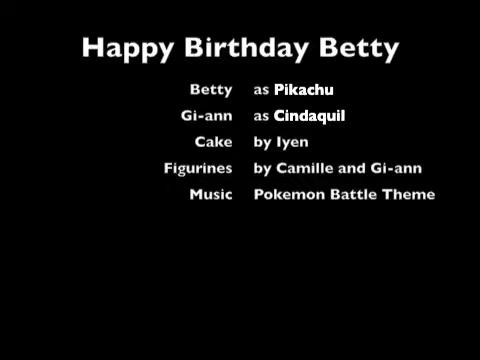 Happy Birthday Betty
Betty as Pikachu
Gi-ann as Cindaquil
Cake by Iyen
Figurines by Camille and Gi-ann
Music Pokemon Battle Theme